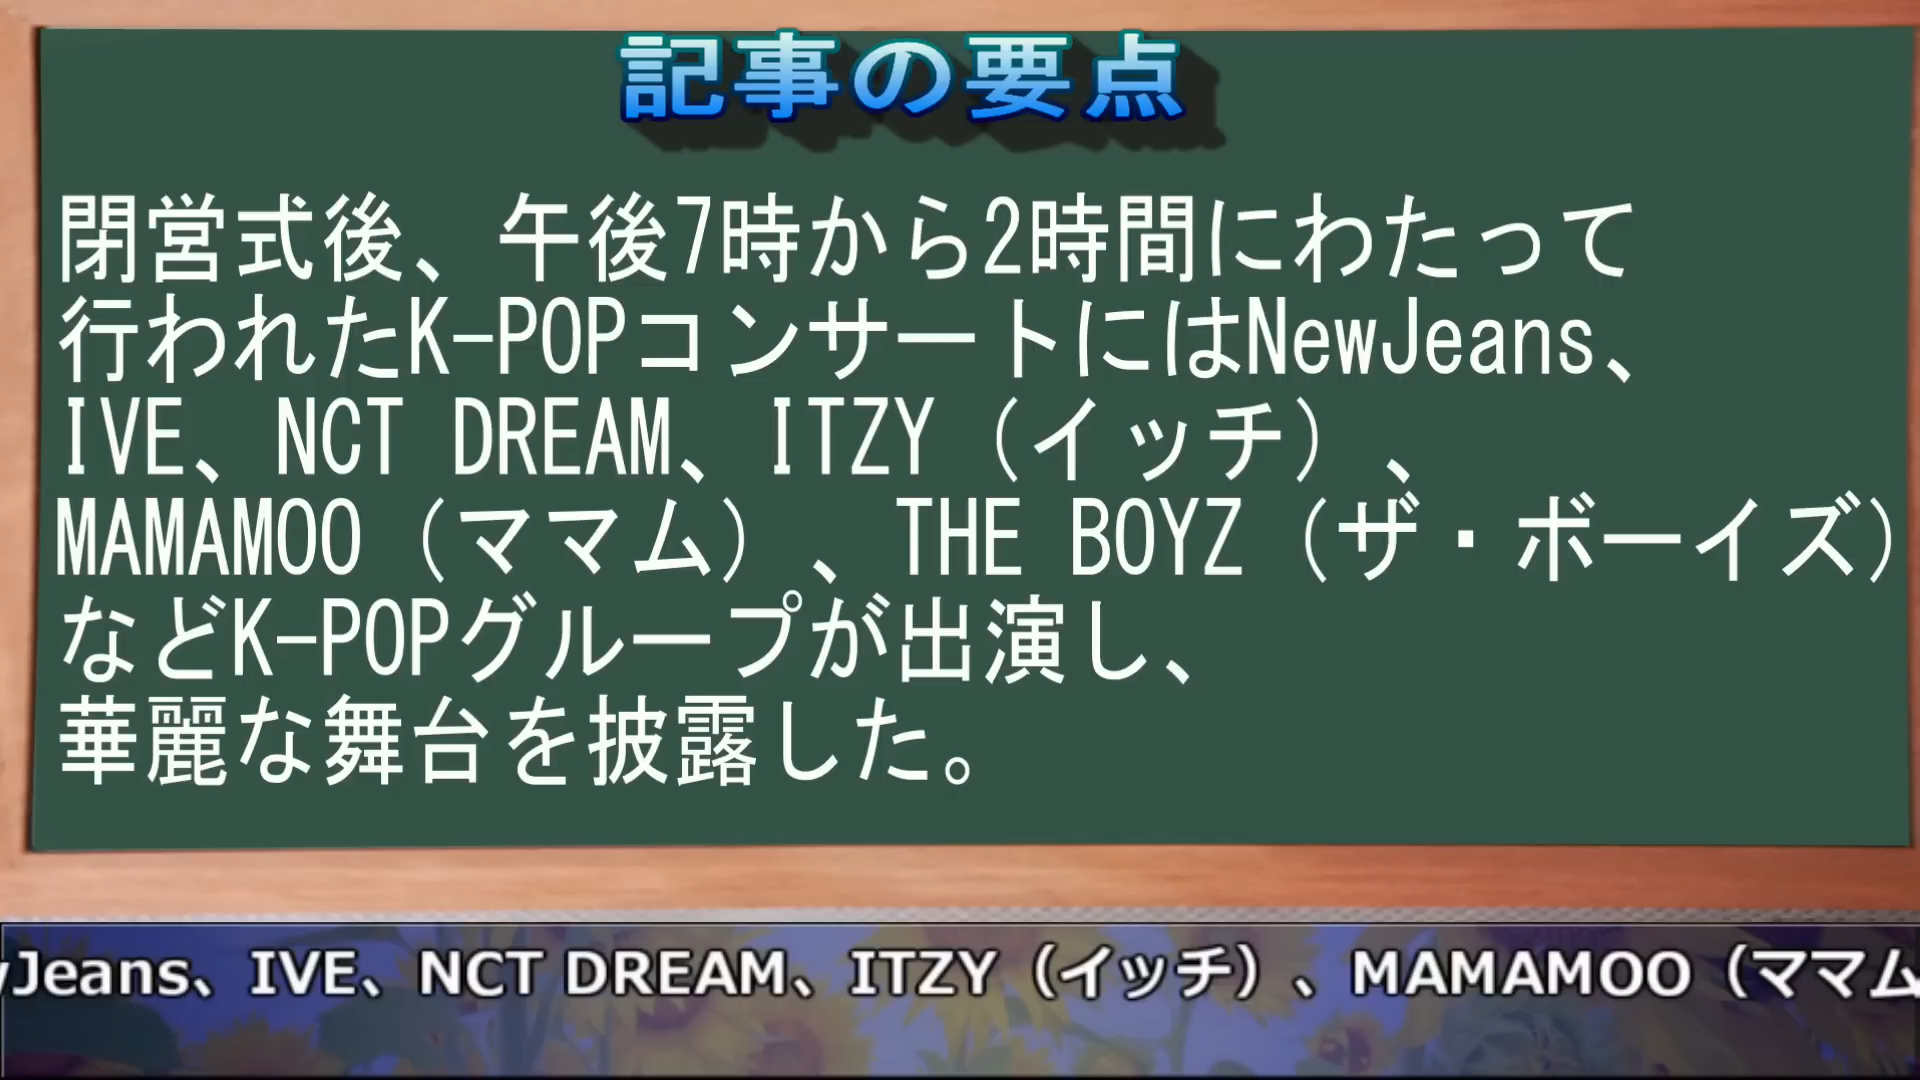 記事の要点
閉営式後、午後7時から2時間にわたって
行われたK-POPコンサートにはNewJeans、
IVE、NCT DREAM、ITZY（イッチ）、
MAMAMOO（ママム）、THE BOYZ（ザ・ボーイズ）
などK-POPグループが出演し、
華麗な舞台を披露した。
wJeans、IVE、NCT DREAM、ITZY（イッチ）、MAMAMOO（ママム